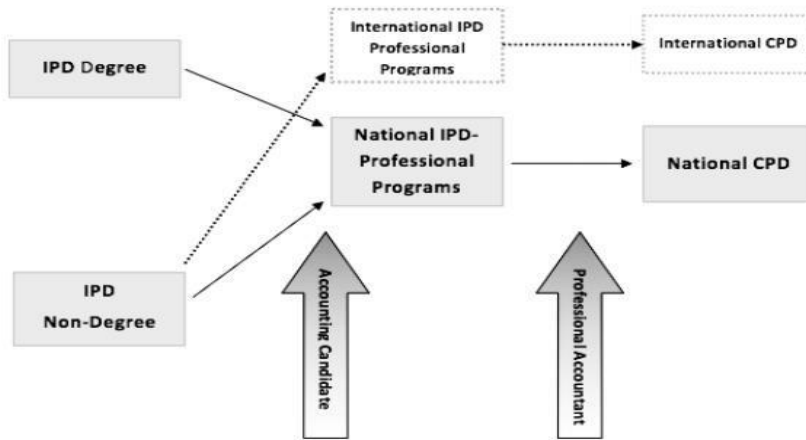 International IPD
Professional
Programs
International CPD
IPD Degree
National IPD-
Professional
Programs
National CPD
IPD
Non-Degree
Accounting Candidate
Professional Accountant